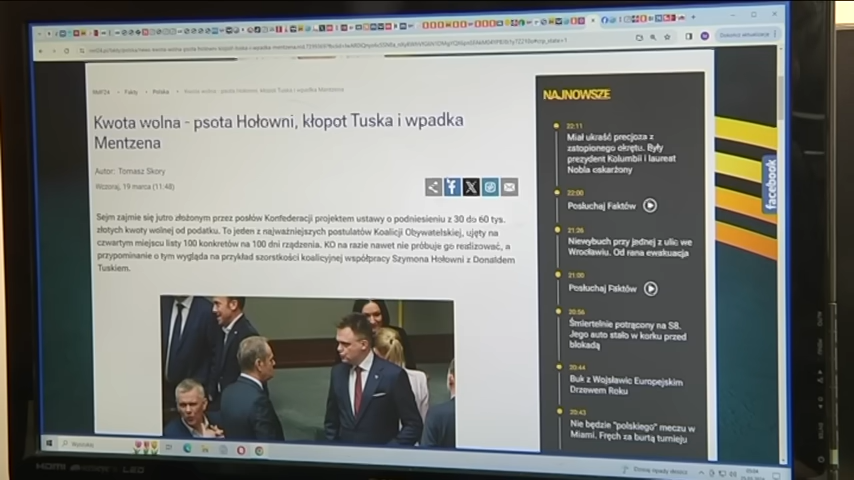 Dokończ aktualizację
RMF24 • Fakty • Polska • Kwota wolna - psota Hołowni, kłopot Tuska i wpadka Mentzena
Kwota wolna - psota Hołowni, kłopot Tuska i wpadka
Mentzena
Autor: Tomasz Skory
Wczoraj, 19 marca (11:48)
Sejm zajmie się jutro złożonym przez posłów Konfederacji projektem ustawy o podniesieniu z 30 do 60 tys.
złotych kwoty wolnej od podatku. To jeden z najważniejszych postulatów Koalicji Obywatelskiej, ujęty na
czwartym miejscu listy 100 konkretów na 100 dni rządzenia. KO na razie nawet nie próbuje go realizować, a
przypominanie o tym wygląda na przykład szorstkości koalicyjnej współpracy Szymona Hołowni z Donaldem
Tuskiem.
NAJNOWSZE
22:11
Miał ukraść precjoza z
zatopionego okrętu. Były
prezydent Kolumbii i laureat
Nobla oskarżony
22:00
Posłuchaj Faktów
21:26
Niewybuch przy jednej z ulic we
Wrocławiu. Od rana ewakuacja
21:00
Posłuchaj Faktów
20:56
Śmiertelnie potrącony na S8.
Jego auto stało w korku przed
blokadą
20:44
Buk z Wojsławic Europejskim
Drzewem Roku
20:43
Nie będzie "polskiego" meczu w
Miami. Fręch za burtą turnieju
facebook
Wyszukaj
HDMI
LED